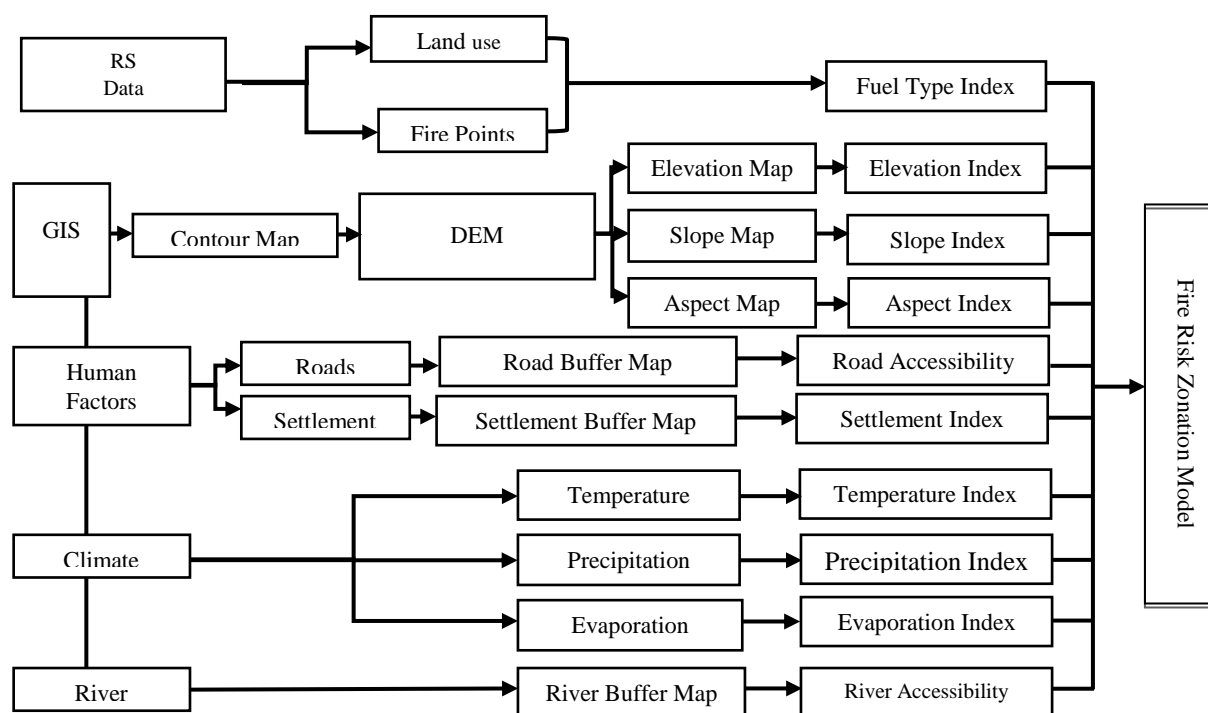 RS
Data
Land use
Fire Points
Fuel Type Index
GIS
Contour Map
DEM
Elevation Map
Elevation Index
Slope Map
Slope Index
Aspect Map
Aspect Index
Human
Factors
Roads
Road Buffer Map
Road Accessibility
Settlement
Settlement Buffer Map
Settlement Index
Climate
Temperature
Temperature Index
Precipitation
Precipitation Index
Evaporation
Evaporation Index
River
River Buffer Map
River Accessibility
Fire Risk Zonation Model